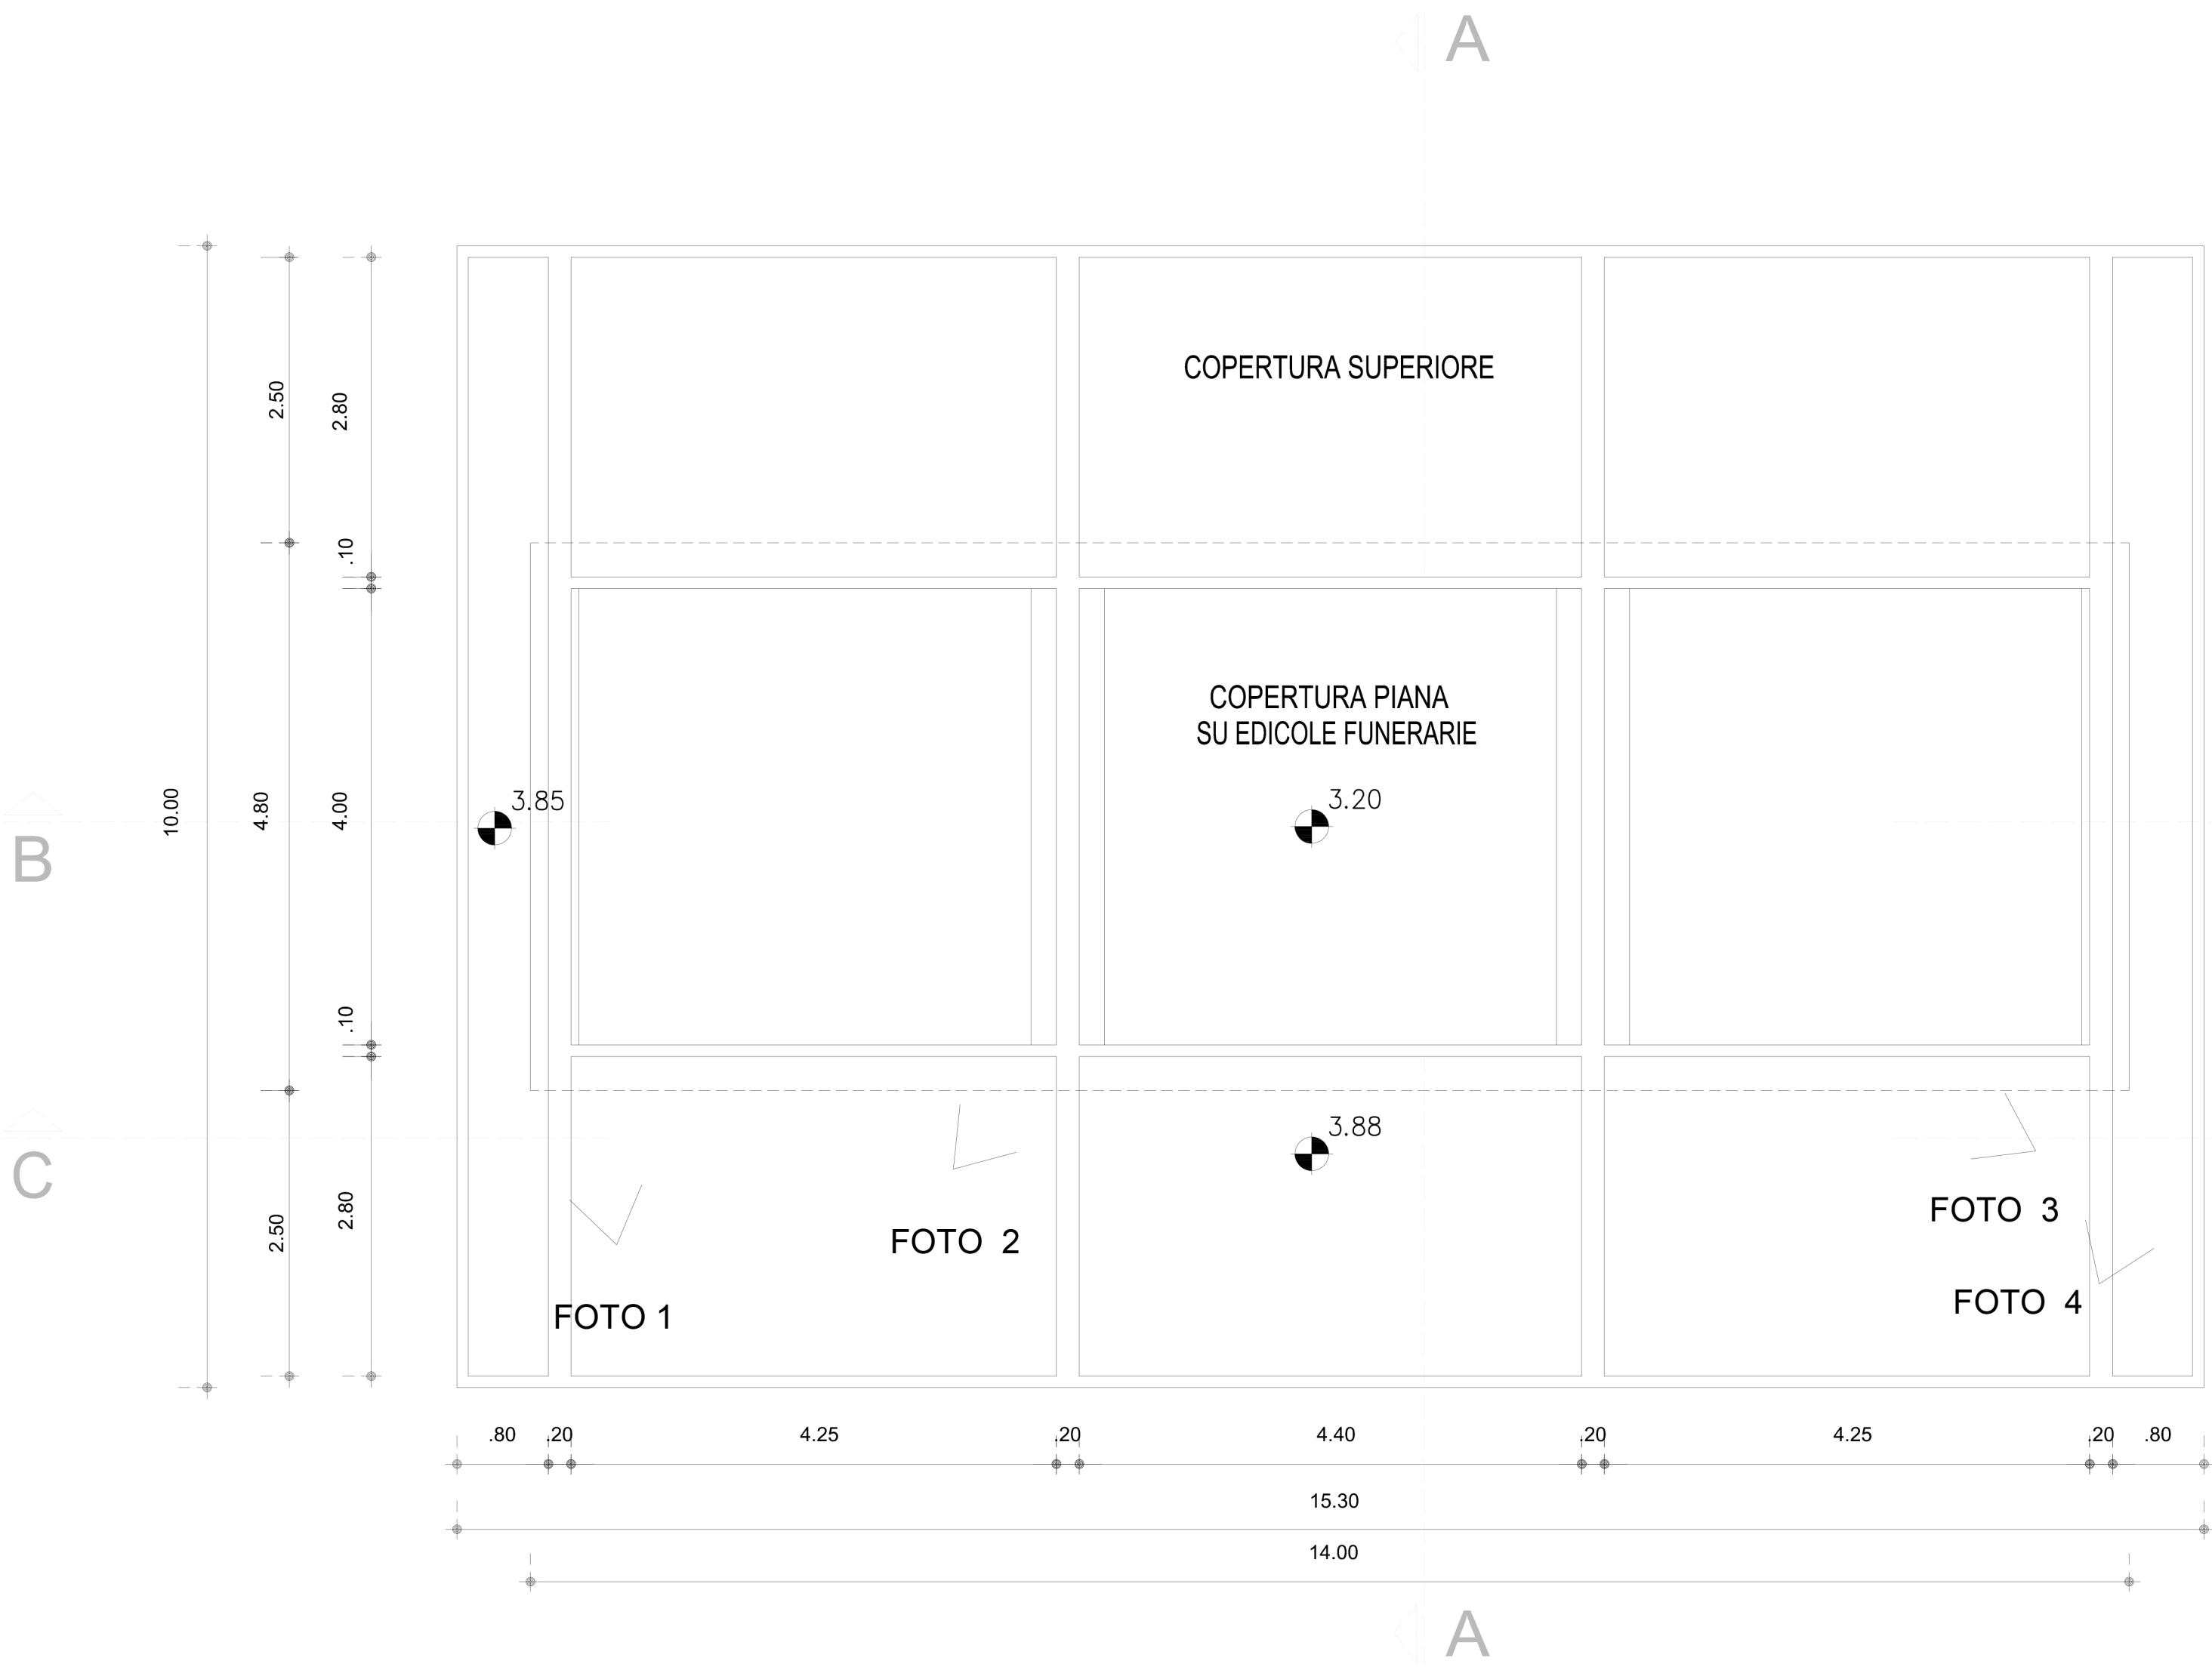 A
COPERTURA SUPERIORE
2.50
2.80
.10
COPERTURA PIANA
SU EDICOLE FUNERARIE
10.00
4.80
4.00
3.85
3.20
B
.10
3.88
C
2.50
2.80
FOTO 1
FOTO 2
FOTO 3
FOTO 4
.80
.20
4.25
.20
4.40
.20
4.25
.20
.80
15.30
14.00
A